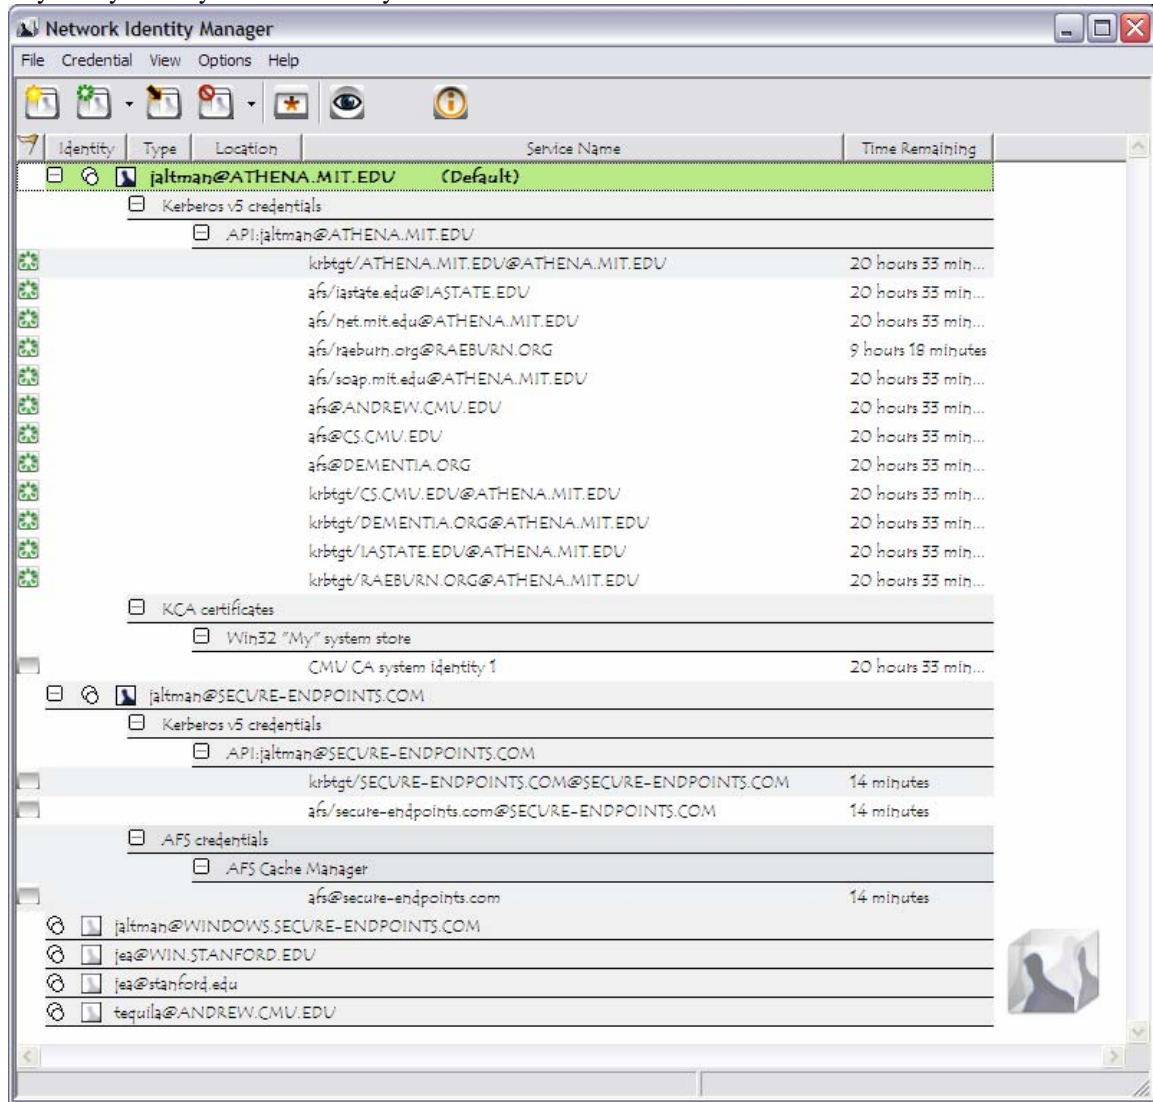 Network Identity Manager
File Credential View Options Help
Identity Type Location Service Name Time Remaining
jaltman@ATHENA.MIT.EDU (Default)
Kerberos v5 credentials
API:jaltman@ATHENA.MIT.EDU
krbtgt/ATHENA.MIT.EDU@ATHENA.MIT.EDU 20 hours 33 min...
afs/iastate.edu@IASTATE.EDU 20 hours 33 min...
afs/net.mit.edu@ATHENA.MIT.EDU 20 hours 33 min...
afs/raeburn.org@RAEBURN.ORG 9 hours 18 minutes
afs/soap.mit.edu@ATHENA.MIT.EDU 20 hours 33 min...
afs@ANDREW.CMU.EDU 20 hours 33 min...
afs@CS.CMU.EDU 20 hours 33 min...
afs@DEMENTIA.ORG 20 hours 33 min...
krbtgt/CS.CMU.EDU@ATHENA.MIT.EDU 20 hours 33 min...
krbtgt/DEMENTIA.ORG@ATHENA.MIT.EDU 20 hours 33 min...
krbtgt/IASTATE.EDU@ATHENA.MIT.EDU 20 hours 33 min...
krbtgt/RAEBURN.ORG@ATHENA.MIT.EDU 20 hours 33 min...
KCA certificates
Win32 "My" system store
CMU CA system identity 1 20 hours 33 min...
jaltman@SECURE-ENDPOINTS.COM
Kerberos v5 credentials
API:jaltman@SECURE-ENDPOINTS.COM
krbtgt/SECURE-ENDPOINTS.COM@SECURE-ENDPOINTS.COM 14 minutes
afs/secure-endpoints.com@SECURE-ENDPOINTS.COM 14 minutes
AFS credentials
AFS Cache Manager
afs@secure-endpoints.com 14 minutes
jaltman@WINDOWS.SECURE-ENDPOINTS.COM
jea@WIN.STANFORD.EDU
jea@stanford.edu
tequila@ANDREW.CMU.EDU